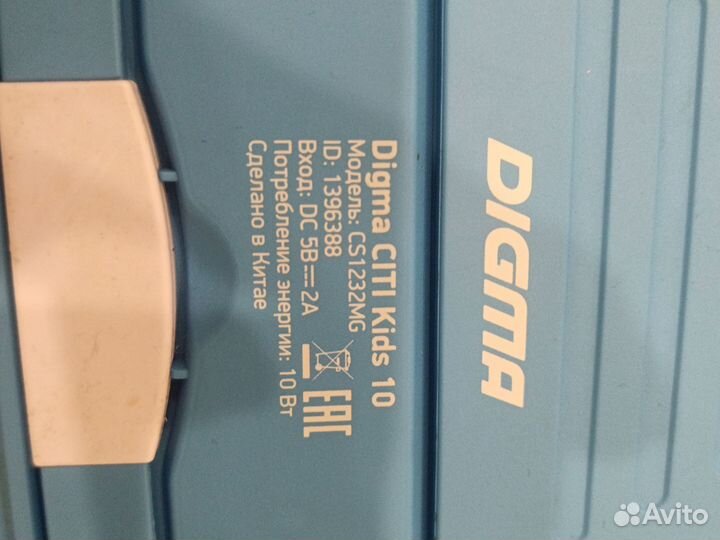 DIGMA
Digma CITI Kids 10
Модель: CS1232MG
ID: 1396388
Вход: DC 5В⎓2A
Потребление энергии: 10 Вт
Сделано в Китае
EAC
Avito